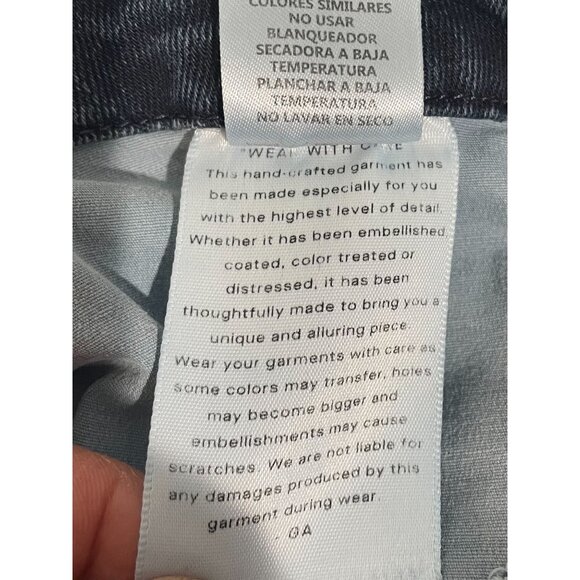 COLORES SIMILARES
NO USAR
BLANQUEADOR
SECADORA A BAJA
TEMPERATURA
PLANCHAR A BAJA
TEMPERATURA
NO LAVAR EN SECO
"WEAR WITH CARE
This hand-crafted garment has
been made especially for you
with the highest level of detail.
Whether it has been embellished,
coated, color treated or
distressed, it has been
thoughtfully made to bring you a
unique and alluring piece.
Wear your garments with care as
some colors may transfer, holes
may become bigger and
embellishments may cause
scratches. We are not liable for
any damages produced by this
garment during wear.
- GA